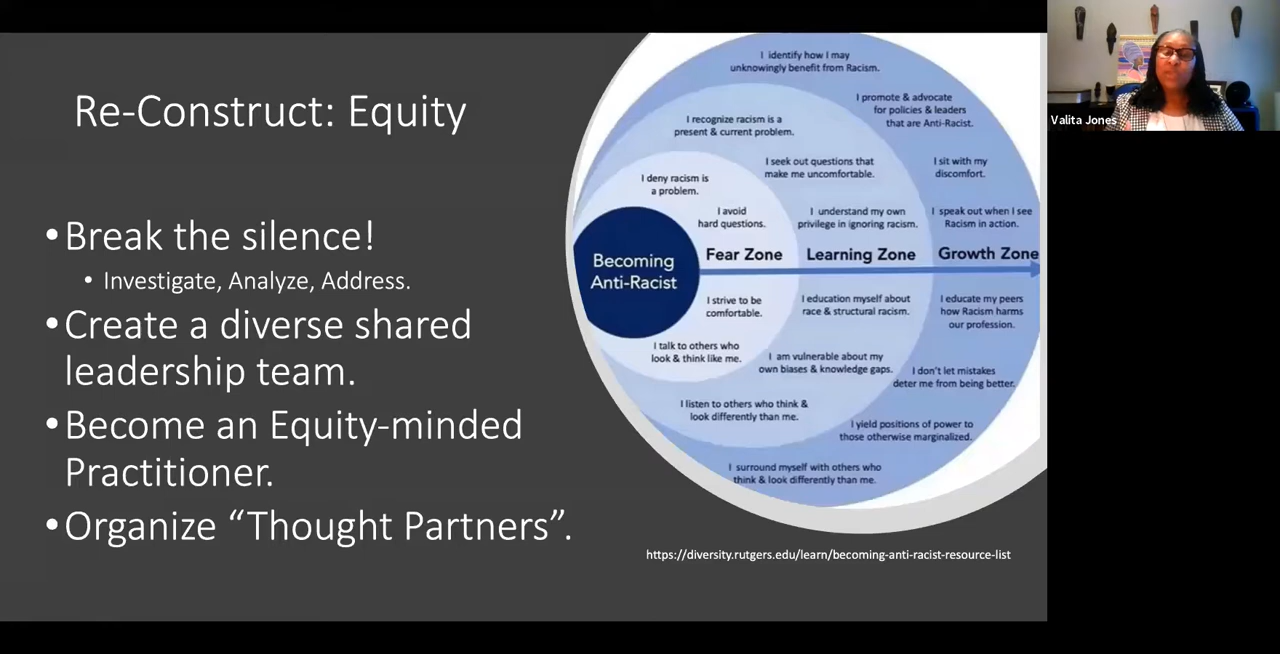 Re-Construct: Equity
•Break the silence!
• Investigate, Analyze, Address.
•Create a diverse shared
leadership team.
•Become an Equity-minded
Practitioner.
•Organize “Thought Partners”.
I identify how I may
unknowingly benefit from Racism.
I promote & advocate
for policies & leaders
that are Anti-Racist.
I recognize racism is a
present & current problem.
I seek out questions that
make me uncomfortable.
I sit with my
discomfort.
I deny racism is
a problem.
I avoid
hard questions.
I understand my own
privilege in ignoring racism.
I speak out when I see
Racism in action.
Becoming
Anti-Racist
Fear Zone
Learning Zone
Growth Zone
I strive to be
comfortable.
I education myself about
race & structural racism.
I educate my peers
how Racism harms
our profession.
I talk to others who
look & think like me.
I am vulnerable about my
own biases & knowledge gaps.
I don't let mistakes
deter me from being better.
I listen to others who think &
look differently than me.
I yield positions of power to
those otherwise marginalized.
I surround myself with others who
think & look differently than me.
https://diversity.rutgers.edu/learn/becoming-anti-racist-resource-list
Valita Jones